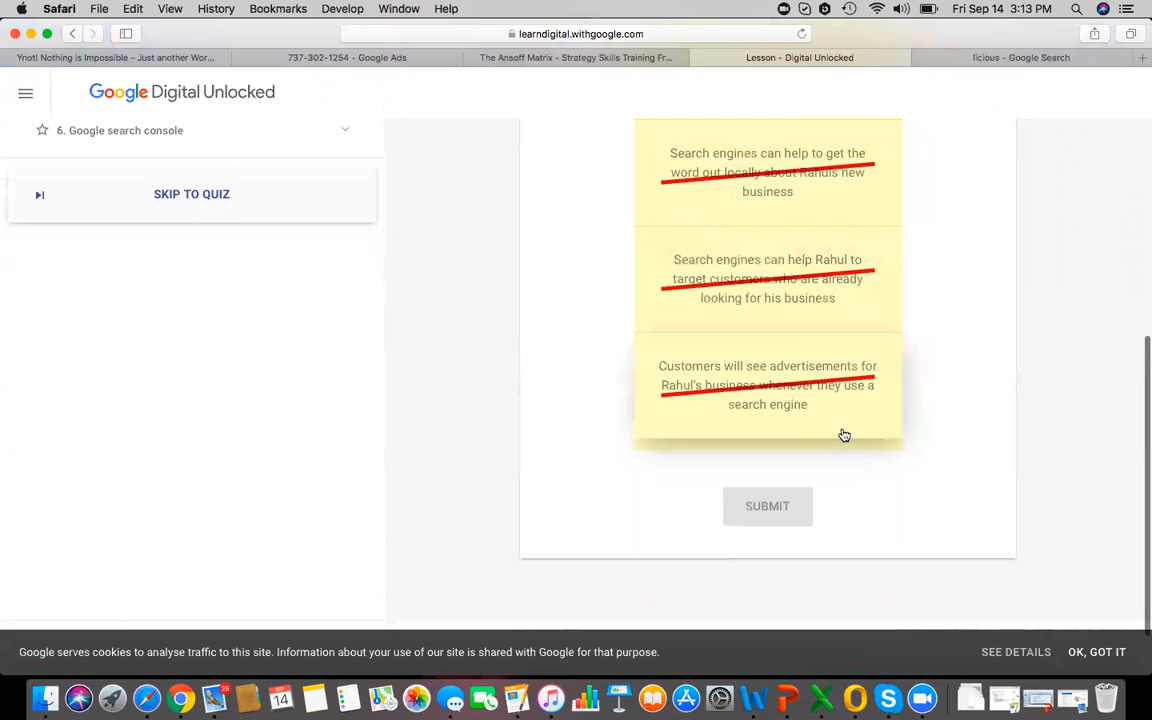 Safari File Edit View History Bookmarks Develop Window Help Fri Sep 14 3:13 PM
learndigital.withgoogle.com
Ynot! Nothing is Impossible – Just another Wor... 737-302-1254 - Google Ads The Ansoff Matrix - Strategy Skills Training Fr... Lesson - Digital Unlocked licious - Google Search
Google Digital Unlocked
6. Google search console
SKIP TO QUIZ
Search engines can help to get the
word out locally about Rahuls new
business
Search engines can help Rahul to
target customers who are already
looking for his business
Customers will see advertisements for
Rahul's business whenever they use a
search engine
SUBMIT
Google serves cookies to analyse traffic to this site. Information about your use of our site is shared with Google for that purpose. SEE DETAILS OK, GOT IT